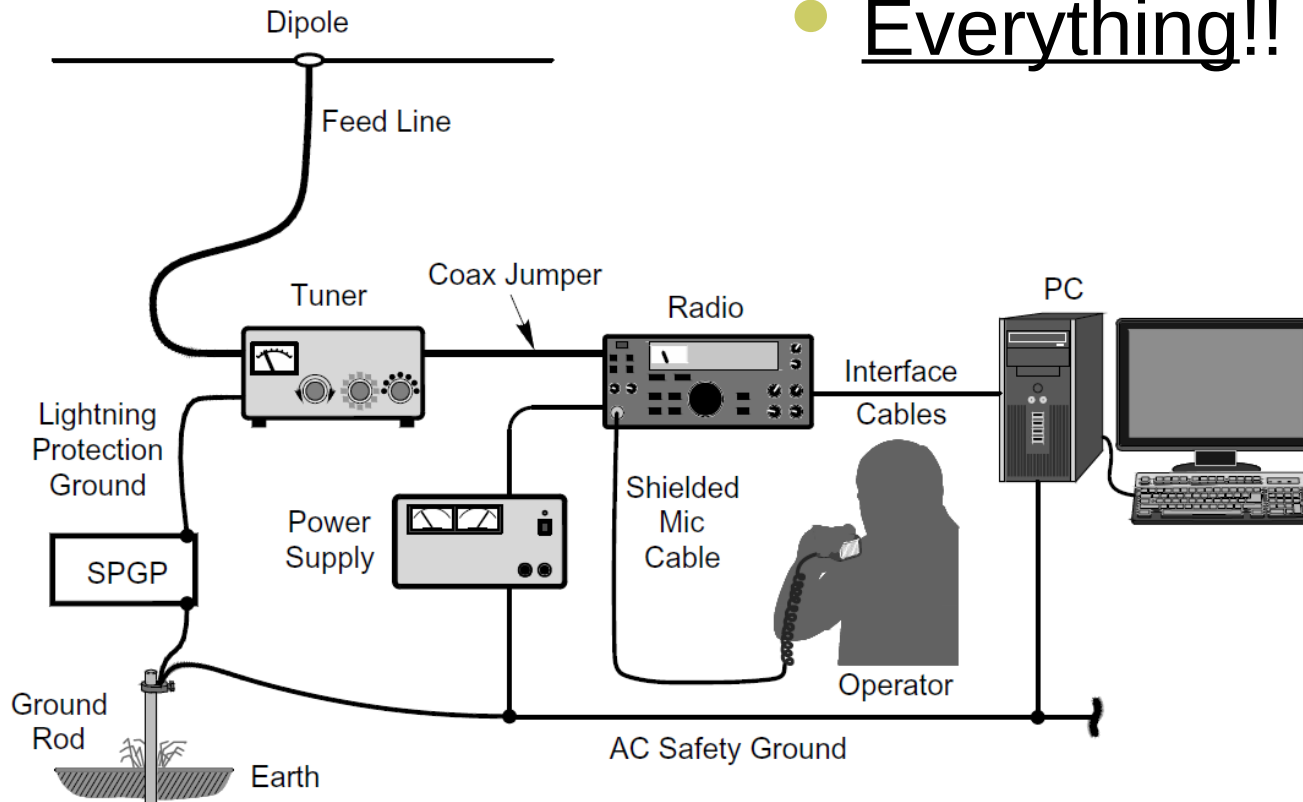 Dipole
Everything!!
Feed Line
Coax Jumper
Tuner
Radio
PC
Interface
Cables
Lightning
Protection
Ground
Shielded
Mic
Cable
Power
Supply
SPGP
Operator
Ground
Rod
AC Safety Ground
Earth